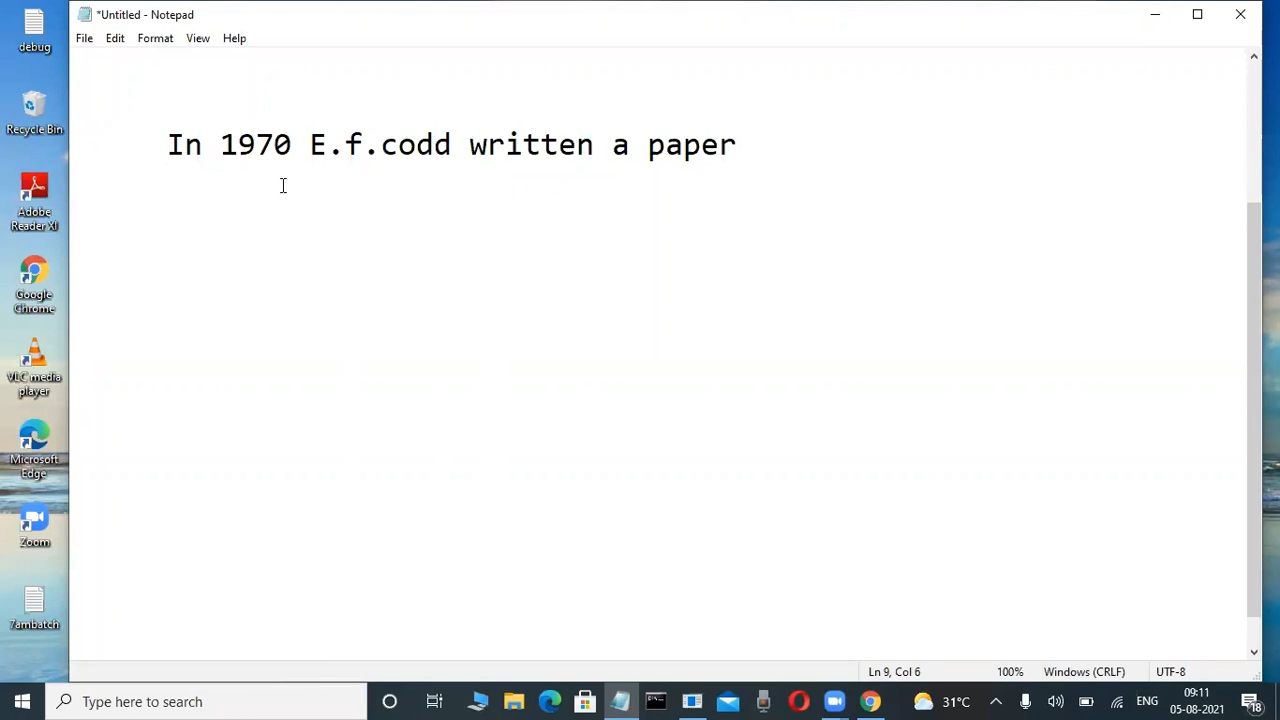 debug
Recycle Bin
Adobe
Reader XI
Google
Chrome
VLC media
player
Microsoft
Edge
Zoom
7ambatch
*Untitled - Notepad
File Edit Format View Help
In 1970 E.f.codd written a paper
Ln 9, Col 6 100% Windows (CRLF) UTF-8
Type here to search
31°C
ENG
09:11
05-08-2021
18